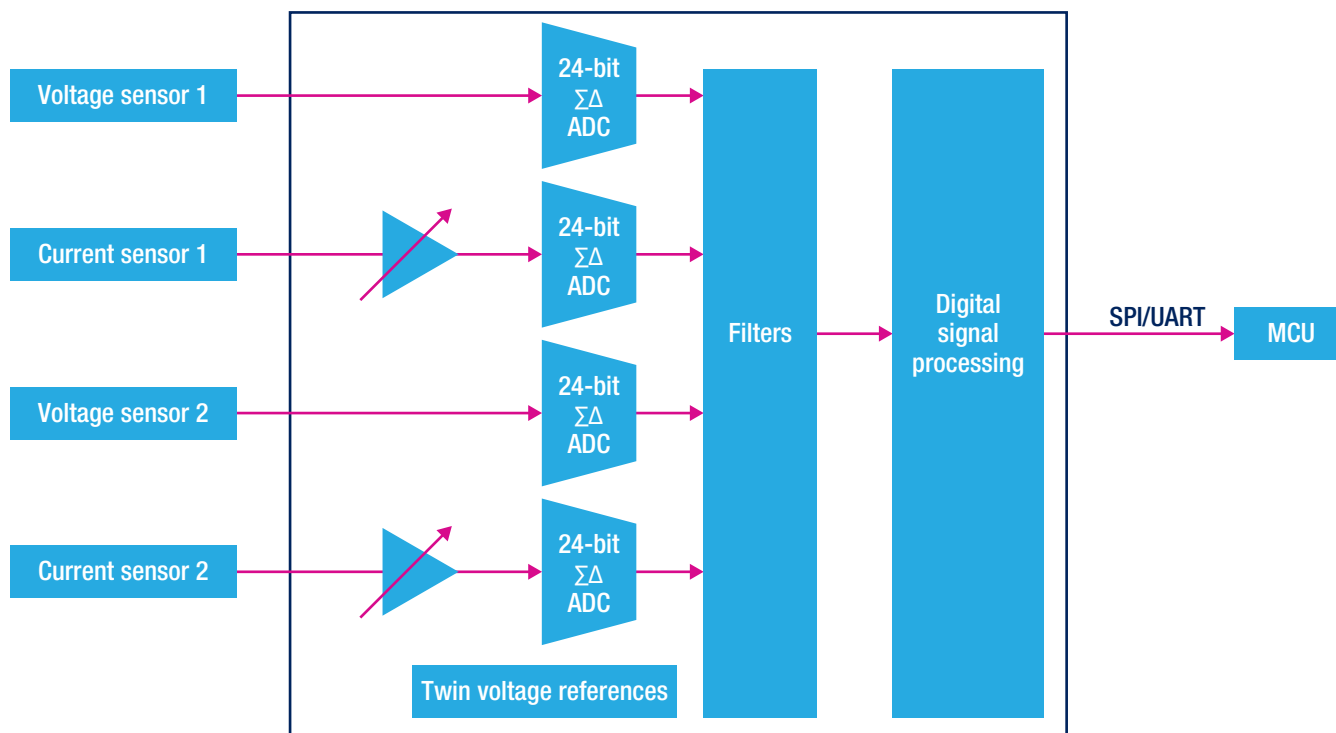 Voltage sensor 1
24-bit
∑Δ
ADC
Current sensor 1
24-bit
∑Δ
ADC
Voltage sensor 2
24-bit
∑Δ
ADC
Current sensor 2
24-bit
∑Δ
ADC
Twin voltage references
Filters
Digital
signal
processing
SPI/UART
MCU